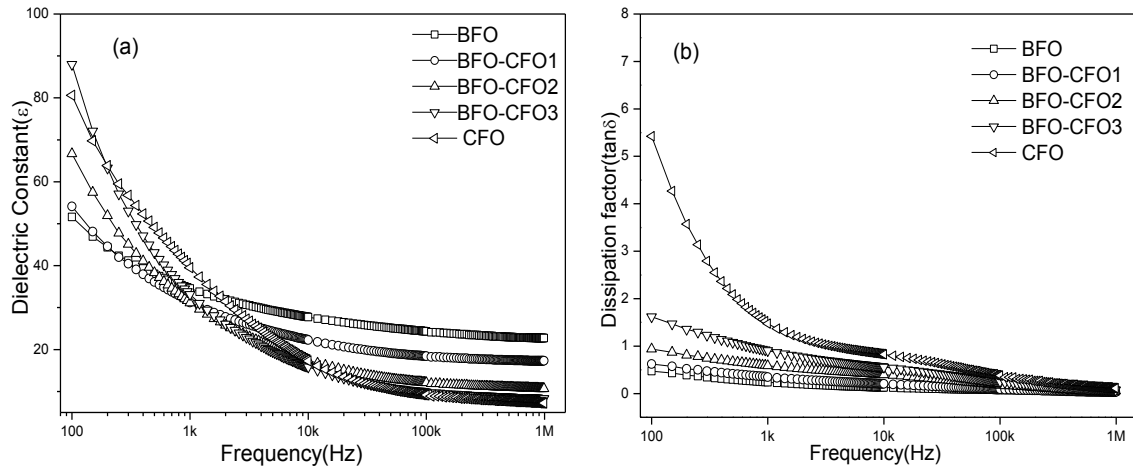 (a)
BFO
BFO-CFO1
BFO-CFO2
BFO-CFO3
CFO
Dielectric Constant(ε)
100
80
60
40
20
100 1k 10k 100k 1M
Frequency(Hz)
(b)
BFO
BFO-CFO1
BFO-CFO2
BFO-CFO3
CFO
Dissipation factor(tanδ)
8
7
6
5
4
3
2
1
0
100 1k 10k 100k 1M
Frequency(Hz)